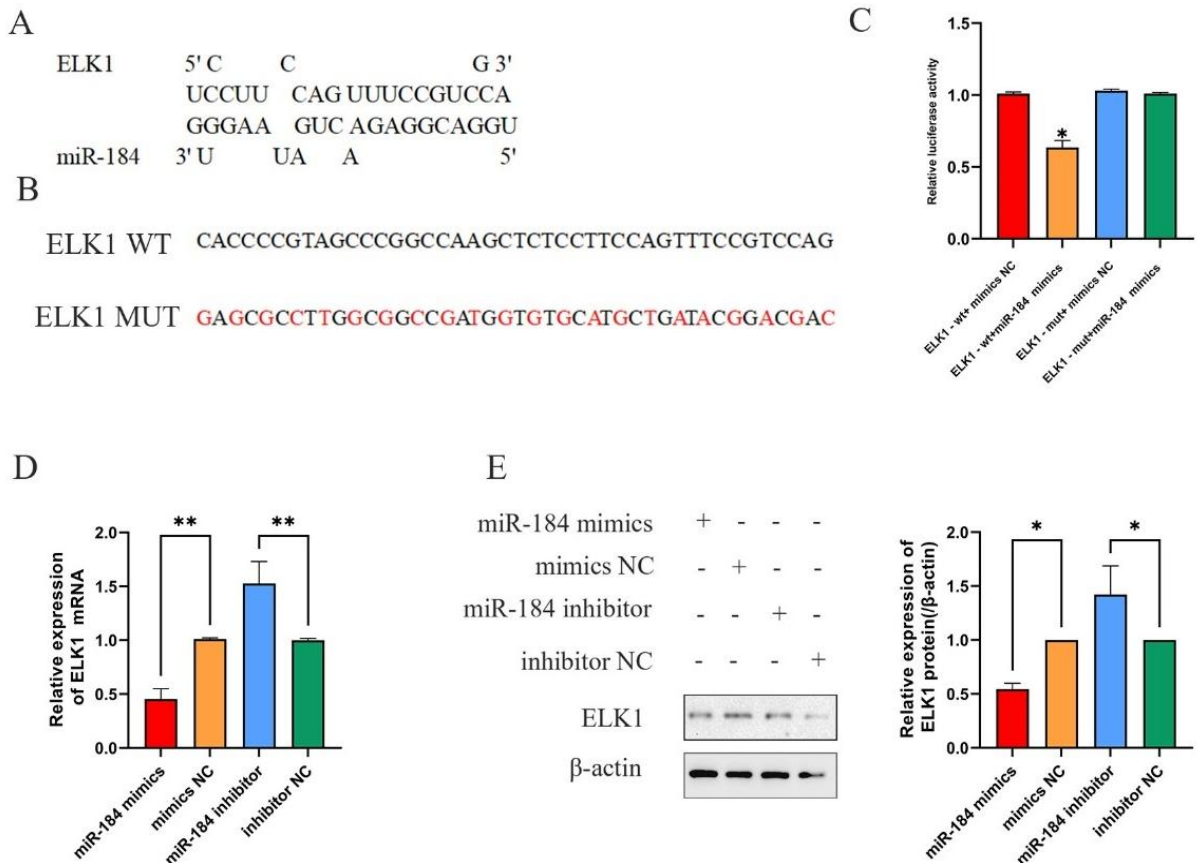 A
ELK1 5' C C G 3'
UCCUU CAG UUUCCGUCCA
GGGAA GUC AGAGGCAGGU
miR-184 3' U UA A 5'
B
ELK1 WT CACCCCGTAGCCCGGCCAAGCTCTCCTTCCAGTTTCCGTCCAG
ELK1 MUT GAGCGCCTTGGCGGCCGATGGTGTGCATGCTGATACGGACGAC
C
Relative luciferase activity
1.5
1.0
0.5
0.0
*
ELK1 - wt+ mimics NC
ELK1 - wt+miR-184 mimics
ELK1 - mut+ mimics NC
ELK1 - mut+miR-184 mimics
D
Relative expression
of ELK1 mRNA
2.0
1.5
1.0
0.5
0.0
** **
miR-184 mimics
mimics NC
miR-184 inhibitor
inhibitor NC
E
miR-184 mimics + - - -
mimics NC - + - -
miR-184 inhibitor - - + -
inhibitor NC - - - +
ELK1
β-actin
Relative expression of
ELK1 protein(/β-actin)
2.0
1.5
1.0
0.5
0.0
* *
miR-184 mimics
mimics NC
miR-184 inhibitor
inhibitor NC